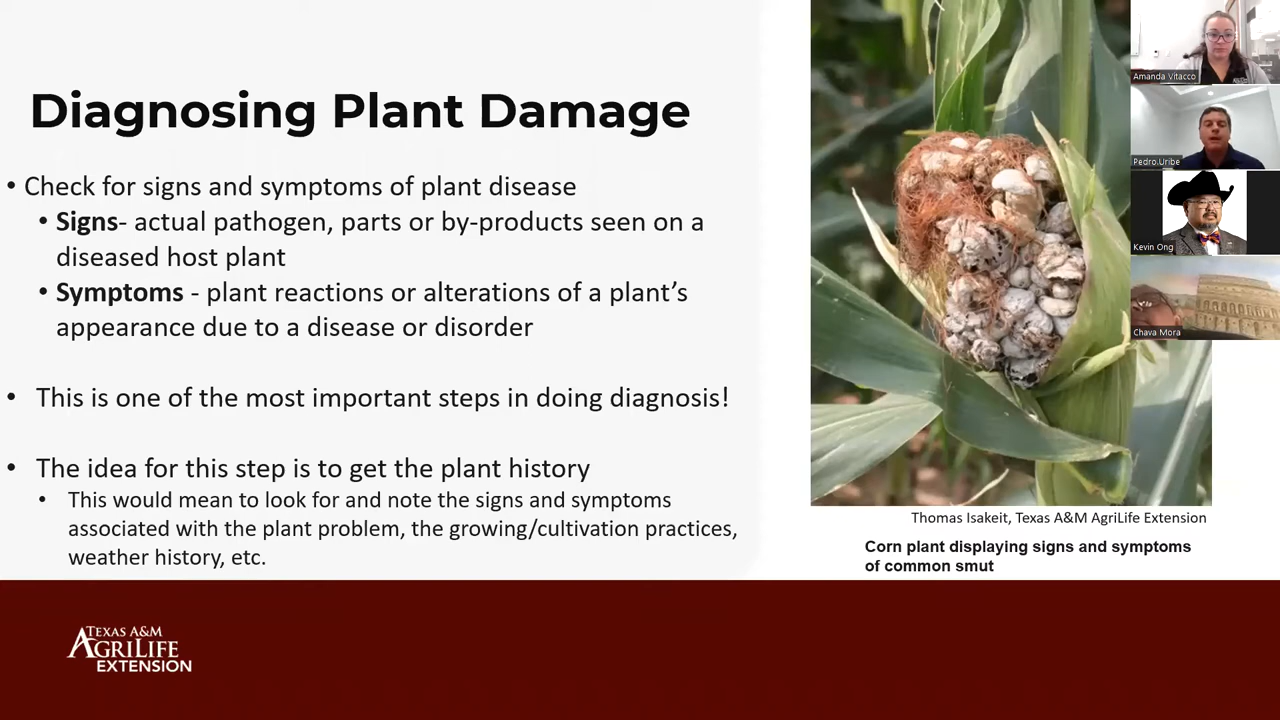 Diagnosing Plant Damage
• Check for signs and symptoms of plant disease
• Signs- actual pathogen, parts or by-products seen on a
diseased host plant
• Symptoms - plant reactions or alterations of a plant’s
appearance due to a disease or disorder
• This is one of the most important steps in doing diagnosis!
• The idea for this step is to get the plant history
• This would mean to look for and note the signs and symptoms
associated with the plant problem, the growing/cultivation practices,
weather history, etc.
Thomas Isakeit, Texas A&M AgriLife Extension
Corn plant displaying signs and symptoms
of common smut
Amanda Vitacco
Pedro.Uribe
Kevin Ong
Chava Mora
TEXAS A&M
AGRILIFE
EXTENSION